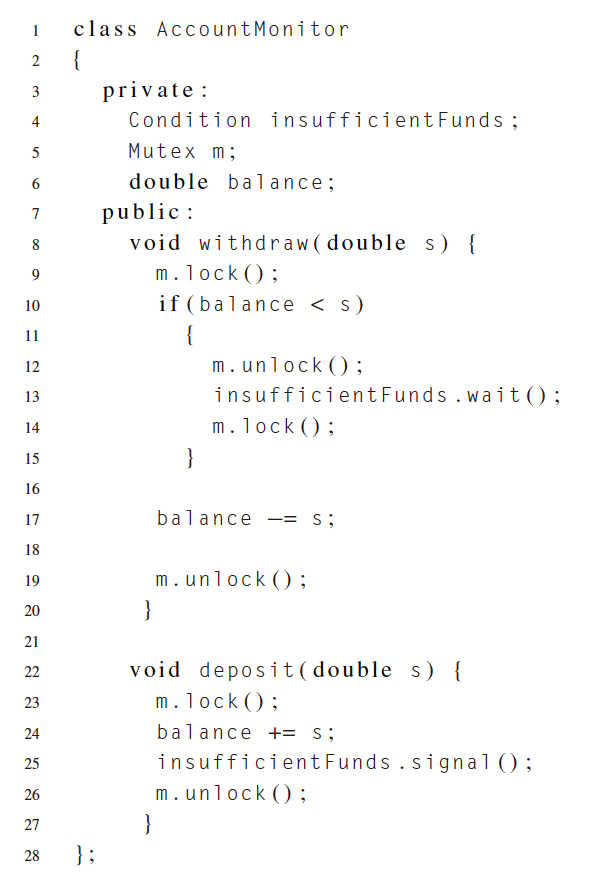 1 class AccountMonitor
2 {
3 private:
4 Condition insufficientFunds;
5 Mutex m;
6 double balance;
7 public:
8 void withdraw(double s) {
9 m.lock();
10 if(balance < s)
11 {
12 m.unlock();
13 insufficientFunds.wait();
14 m.lock();
15 }
16
17 balance −= s;
18
19 m.unlock();
20 }
21
22 void deposit(double s) {
23 m.lock();
24 balance += s;
25 insufficientFunds.signal();
26 m.unlock();
27 }
28 };